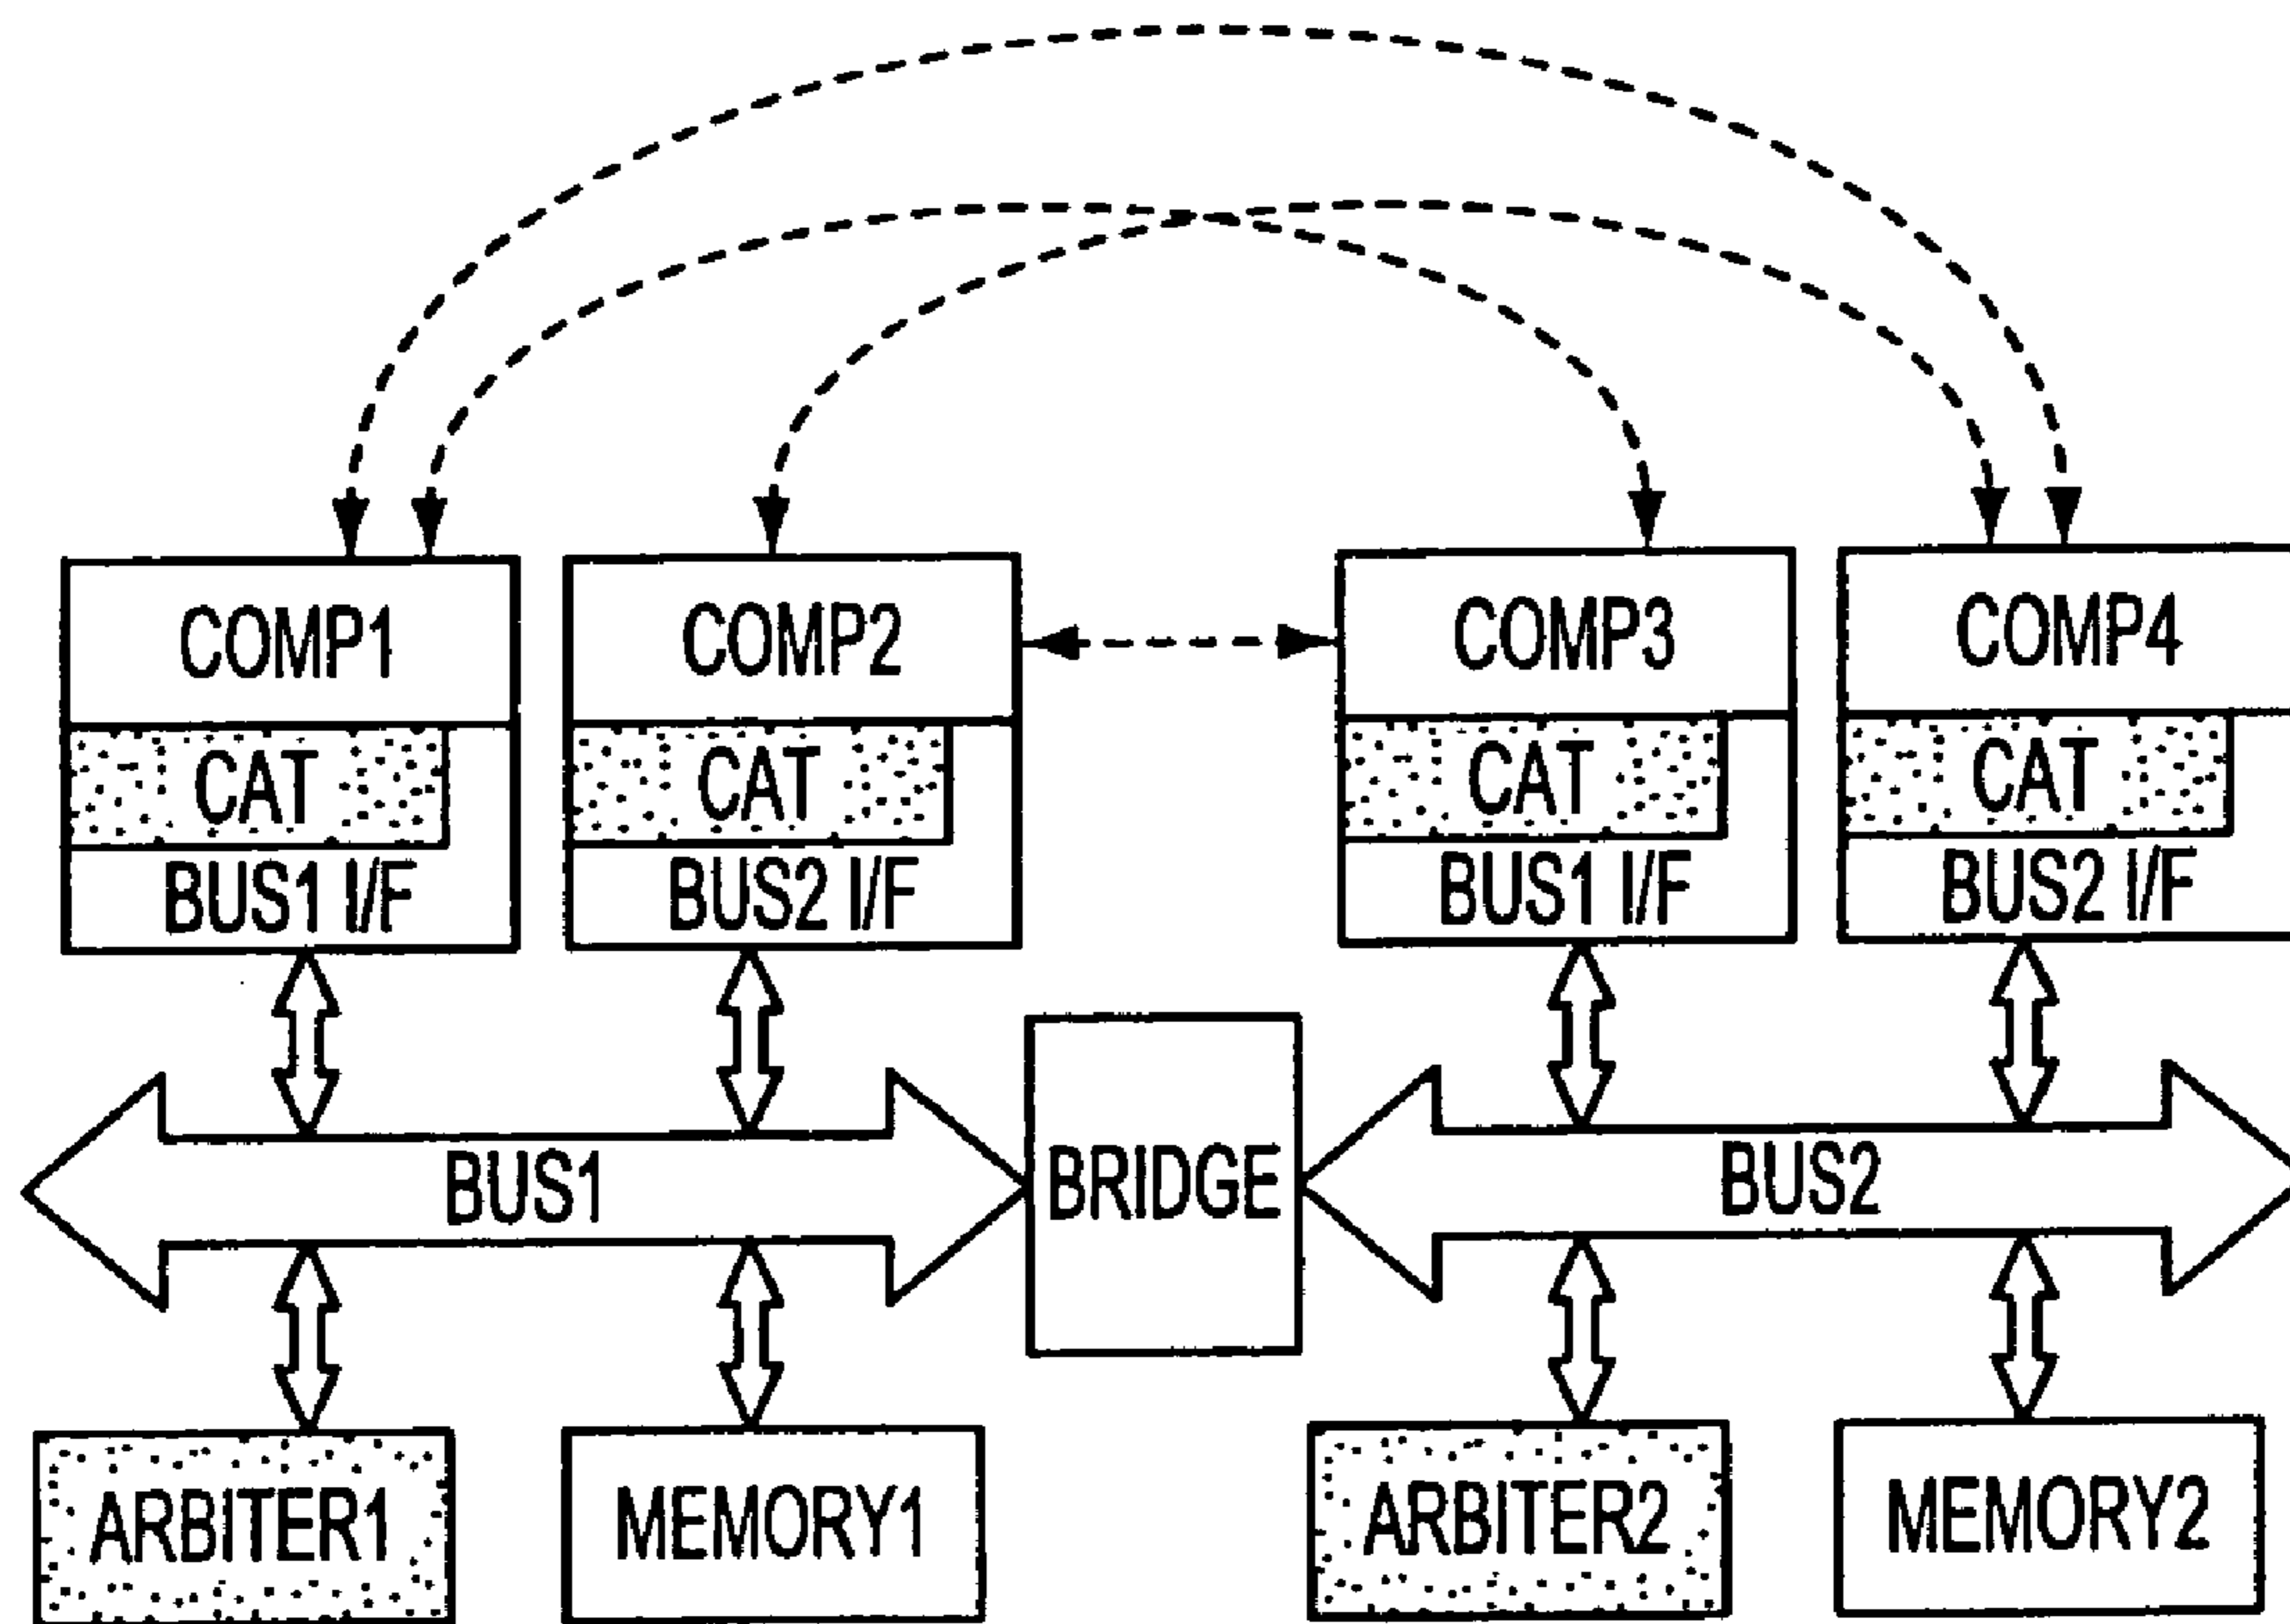 COMP1
COMP2
COMP3
COMP4
CAT
CAT
CAT
CAT
BUS1 I/F
BUS2 I/F
BUS1 I/F
BUS2 I/F
BUS1
BRIDGE
BUS2
ARBITER1
MEMORY1
ARBITER2
MEMORY2